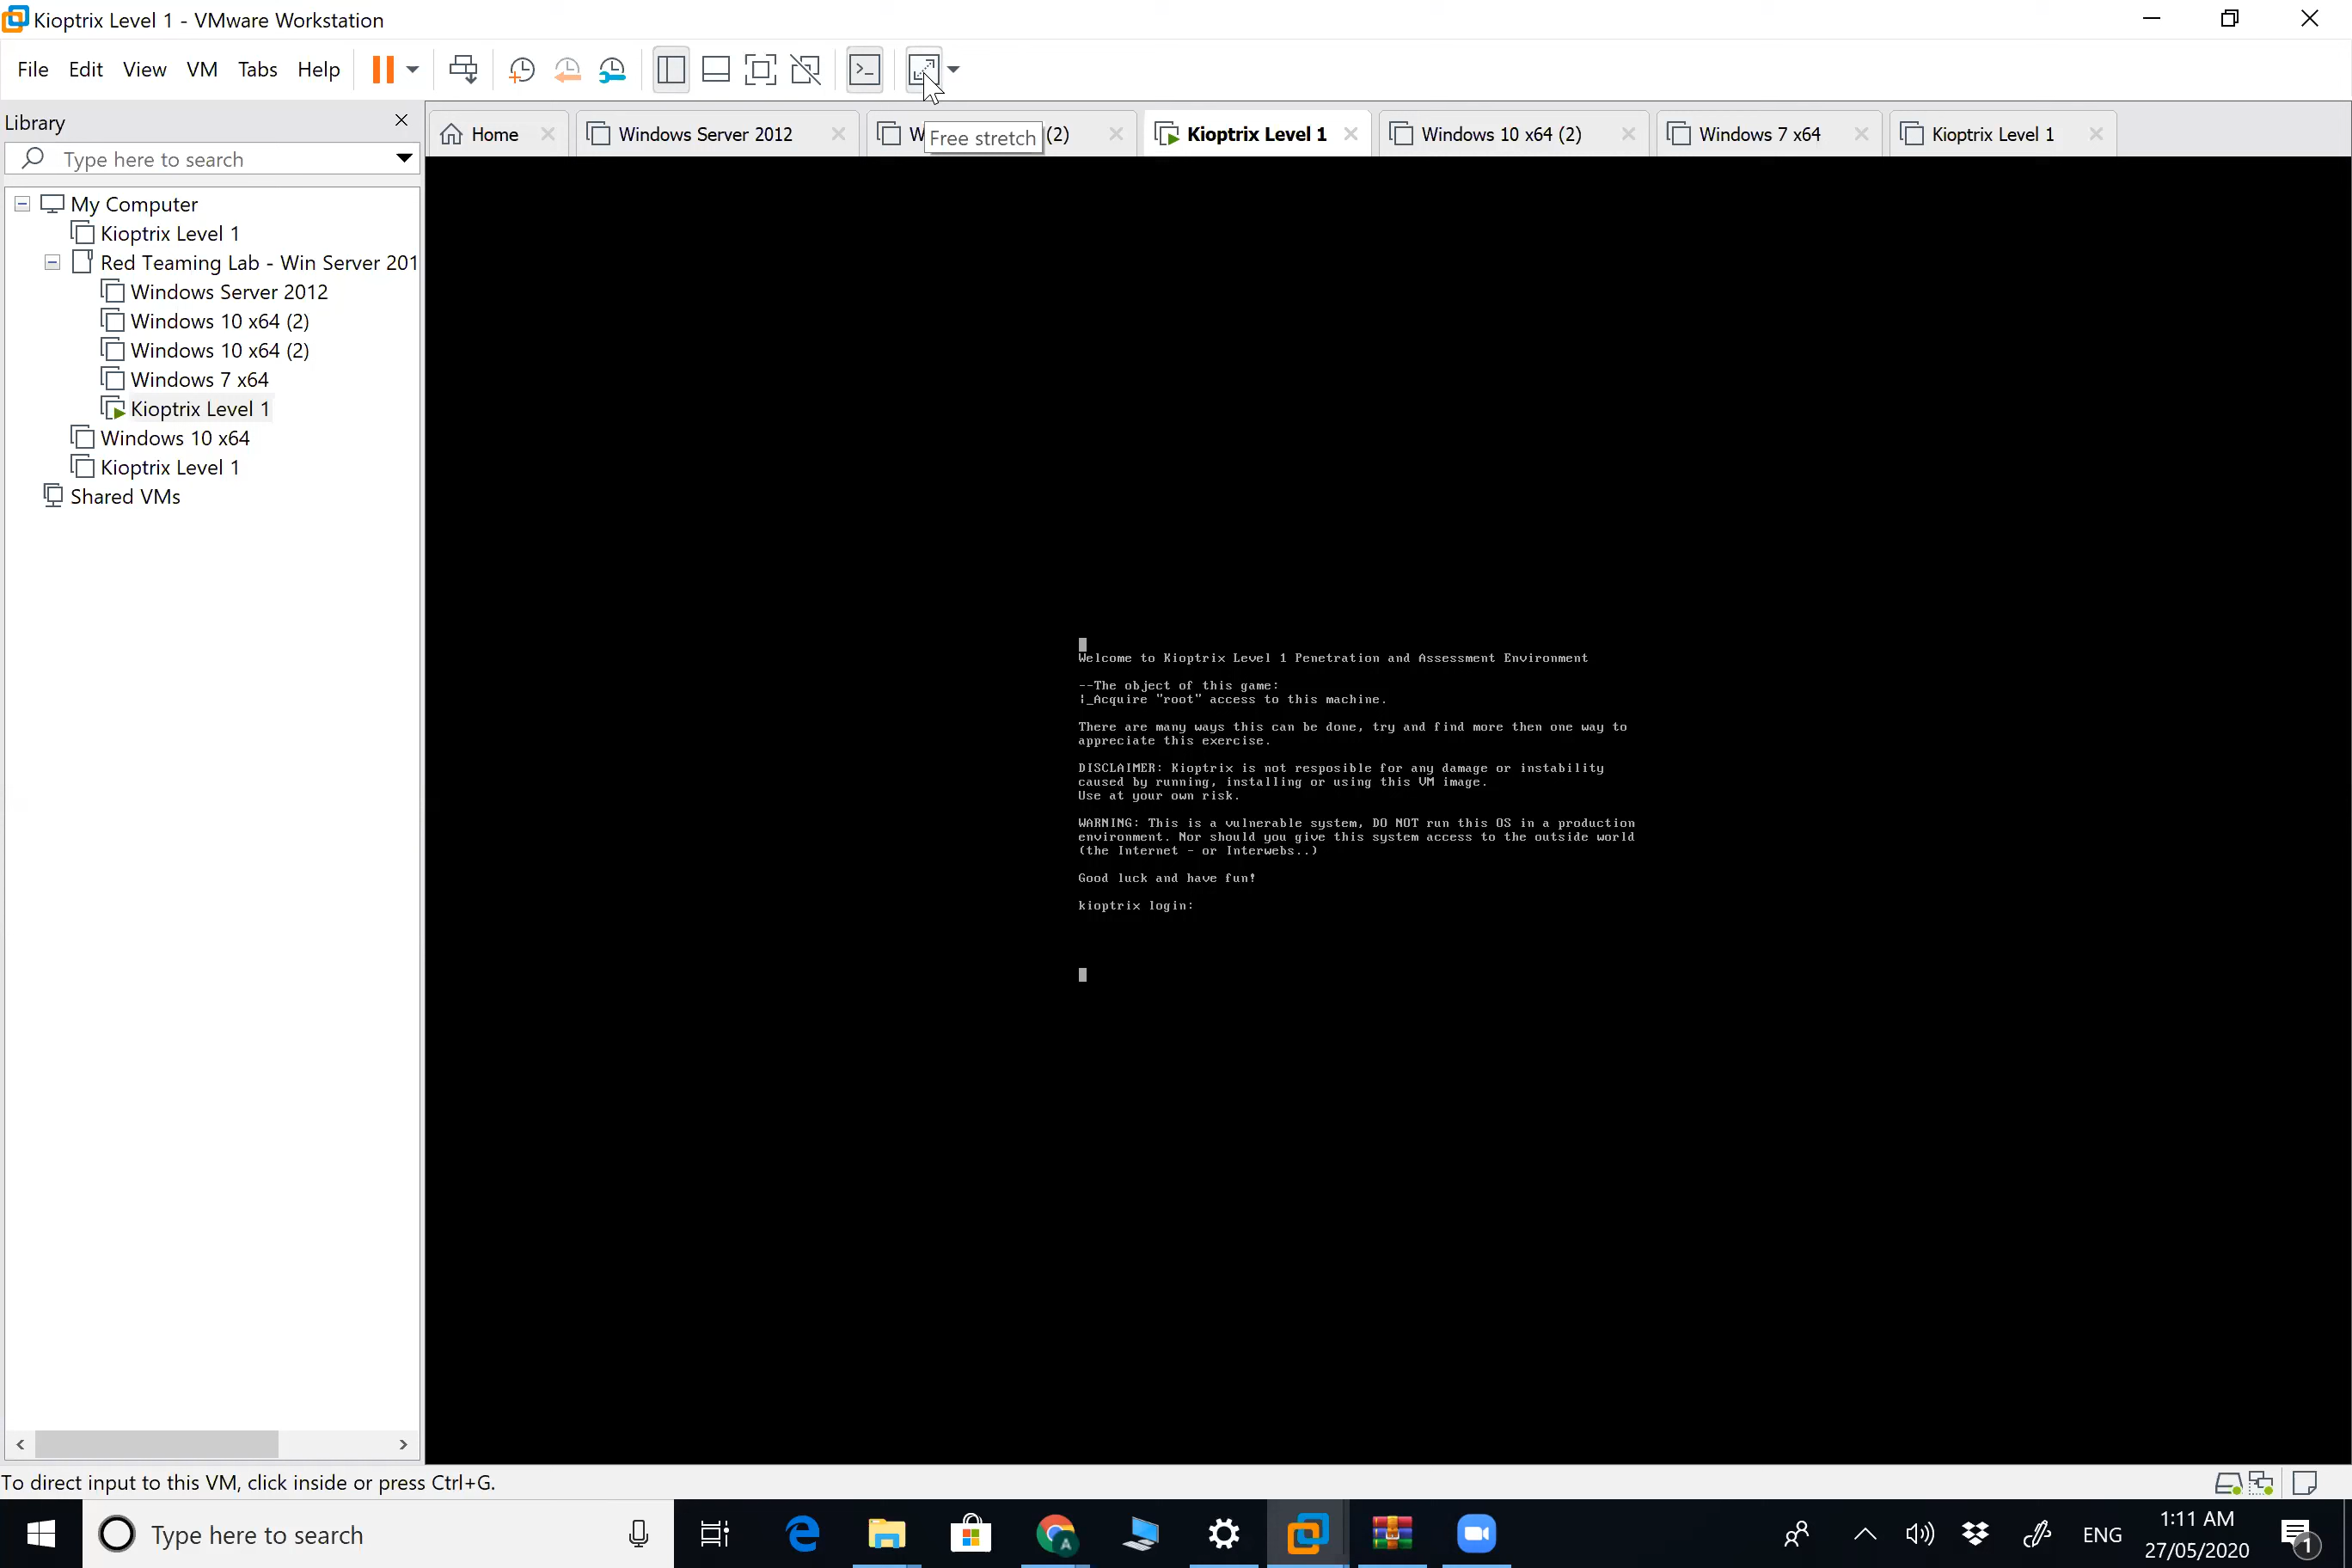 Kioptrix Level 1 - VMware Workstation
File Edit View VM Tabs Help
Library
Type here to search
My Computer
Kioptrix Level 1
Red Teaming Lab - Win Server 201
Windows Server 2012
Windows 10 x64 (2)
Windows 10 x64 (2)
Windows 7 x64
Kioptrix Level 1
Windows 10 x64
Kioptrix Level 1
Shared VMs
Home Windows Server 2012 W Free stretch (2) Kioptrix Level 1 Windows 10 x64 (2) Windows 7 x64 Kioptrix Level 1
Welcome to Kioptrix Level 1 Penetration and Assessment Environment
--The object of this game:
|_Acquire "root" access to this machine.
There are many ways this can be done, try and find more then one way to
appreciate this exercise.
DISCLAIMER: Kioptrix is not resposible for any damage or instability
caused by running, installing or using this VM image.
Use at your own risk.
WARNING: This is a vulnerable system, DO NOT run this OS in a production
environment. Nor should you give this system access to the outside world
(the Internet - or Interwebs..)
Good luck and have fun!
kioptrix login:
To direct input to this VM, click inside or press Ctrl+G.
Type here to search
A
ENG
1:11 AM
27/05/2020
1